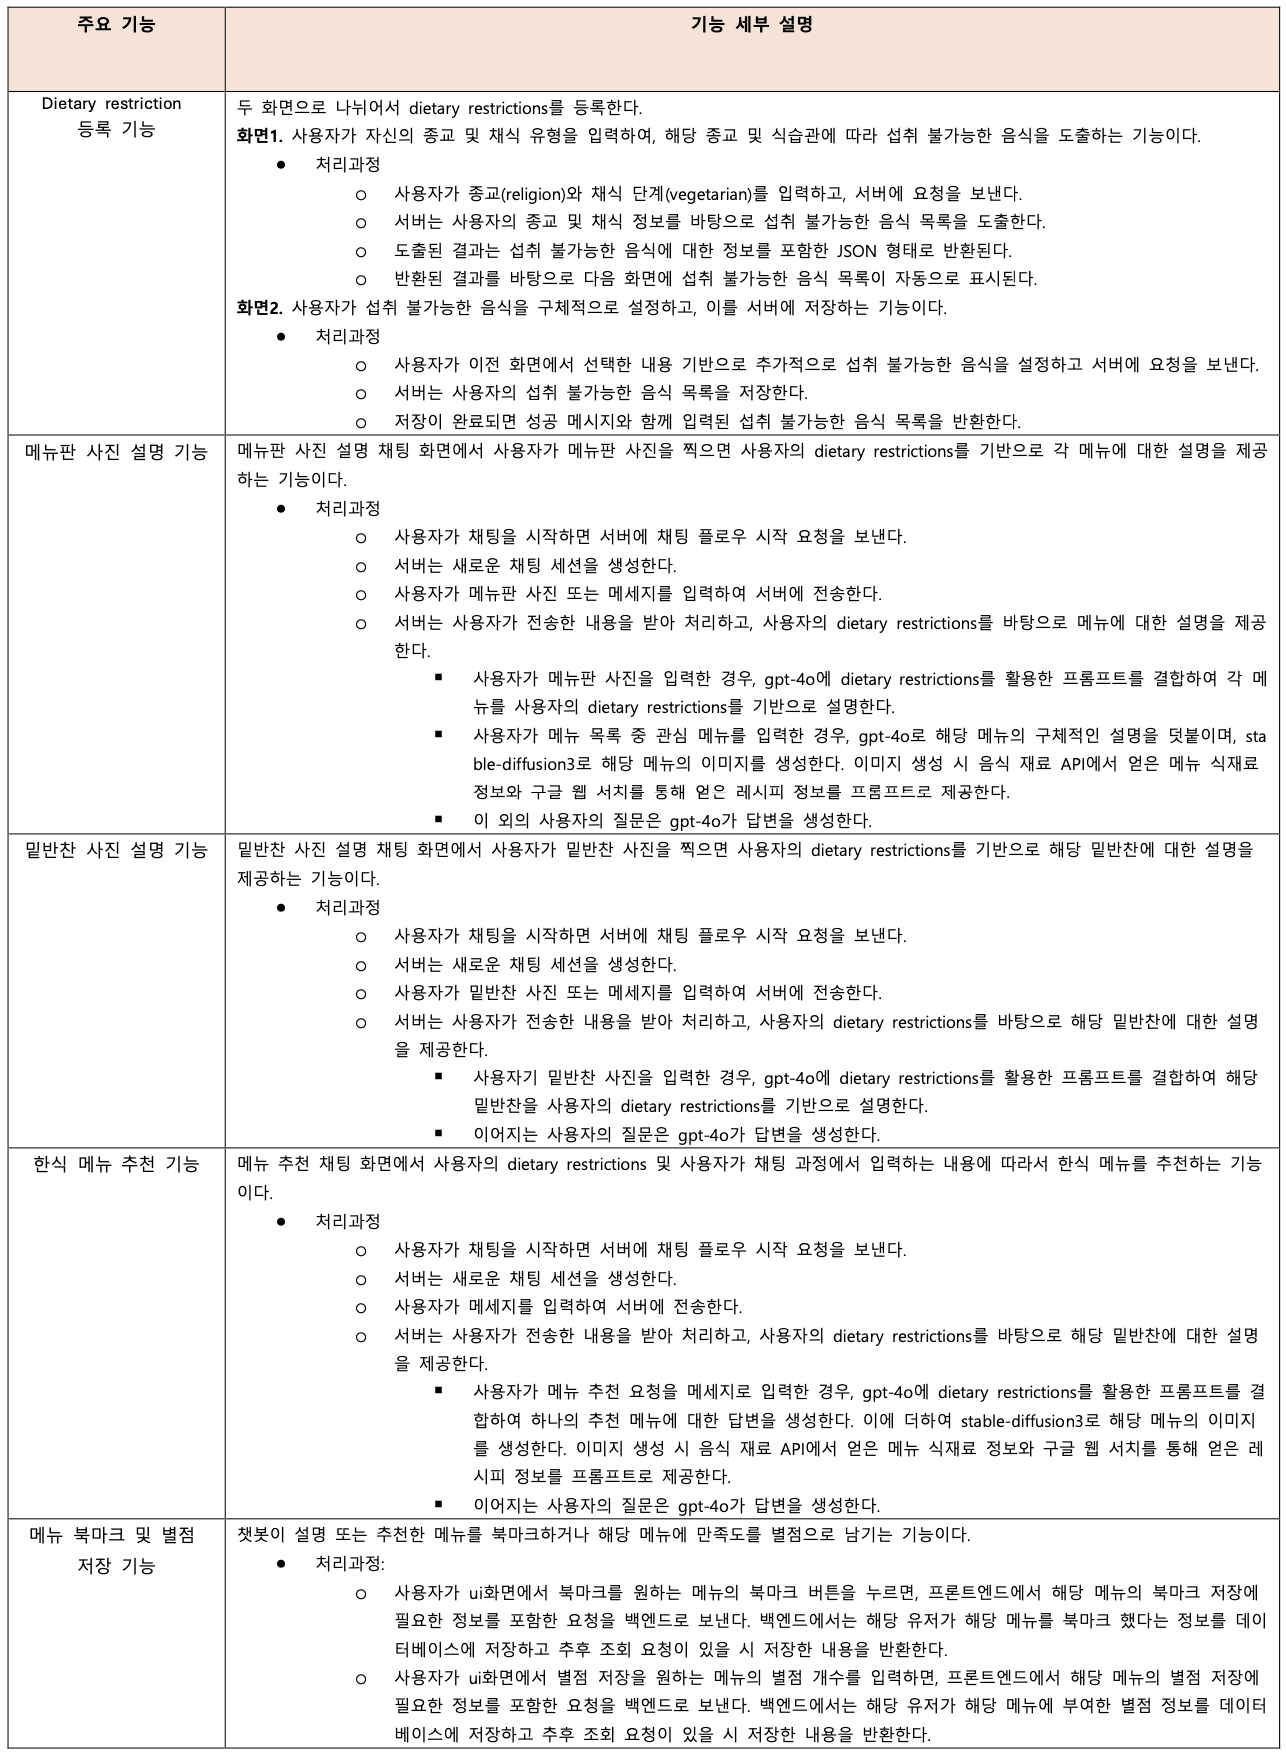 주요 기능
기능 세부 설명
Dietary restriction
등록 기능
두 화면으로 나뉘어서 dietary restrictions를 등록한다.
화면1. 사용자가 자신의 종교 및 채식 유형을 입력하여, 해당 종교 및 식습관에 따라 섭취 불가능한 음식을 도출하는 기능이다.
● 처리과정
○ 사용자가 종교(religion)와 채식 단계(vegetarian)를 입력하고, 서버에 요청을 보낸다.
○ 서버는 사용자의 종교 및 채식 정보를 바탕으로 섭취 불가능한 음식 목록을 도출한다.
○ 도출된 결과는 섭취 불가능한 음식에 대한 정보를 포함한 JSON 형태로 반환된다.
○ 반환된 결과를 바탕으로 다음 화면에 섭취 불가능한 음식 목록이 자동으로 표시된다.
화면2. 사용자가 섭취 불가능한 음식을 구체적으로 설정하고, 이를 서버에 저장하는 기능이다.
● 처리과정
○ 사용자가 이전 화면에서 선택한 내용 기반으로 추가적으로 섭취 불가능한 음식을 설정하고 서버에 요청을 보낸다.
○ 서버는 사용자의 섭취 불가능한 음식 목록을 저장한다.
○ 저장이 완료되면 성공 메시지와 함께 입력된 섭취 불가능한 음식 목록을 반환한다.
메뉴판 사진 설명 기능
메뉴판 사진 설명 채팅 화면에서 사용자가 메뉴판 사진을 찍으면 사용자의 dietary restrictions를 기반으로 각 메뉴에 대한 설명을 제공
하는 기능이다.
● 처리과정
○ 사용자가 채팅을 시작하면 서버에 채팅 플로우 시작 요청을 보낸다.
○ 서버는 새로운 채팅 세션을 생성한다.
○ 사용자가 메뉴판 사진 또는 메세지를 입력하여 서버에 전송한다.
○ 서버는 사용자가 전송한 내용을 받아 처리하고, 사용자의 dietary restrictions를 바탕으로 메뉴에 대한 설명을 제공
한다.
■ 사용자가 메뉴판 사진을 입력한 경우, gpt-4o에 dietary restrictions를 활용한 프롬프트를 결합하여 각 메
뉴를 사용자의 dietary restrictions를 기반으로 설명한다.
■ 사용자가 메뉴 목록 중 관심 메뉴를 입력한 경우, gpt-4o로 해당 메뉴의 구체적인 설명을 덧붙이며, sta
ble-diffusion3로 해당 메뉴의 이미지를 생성한다. 이미지 생성 시 음식 재료 API에서 얻은 메뉴 식재료
정보와 구글 웹 서치를 통해 얻은 레시피 정보를 프롬프트로 제공한다.
■ 이 외의 사용자의 질문은 gpt-4o가 답변을 생성한다.
밑반찬 사진 설명 기능
밑반찬 사진 설명 채팅 화면에서 사용자가 밑반찬 사진을 찍으면 사용자의 dietary restrictions를 기반으로 해당 밑반찬에 대한 설명을
제공하는 기능이다.
● 처리과정
○ 사용자가 채팅을 시작하면 서버에 채팅 플로우 시작 요청을 보낸다.
○ 서버는 새로운 채팅 세션을 생성한다.
○ 사용자가 밑반찬 사진 또는 메세지를 입력하여 서버에 전송한다.
○ 서버는 사용자가 전송한 내용을 받아 처리하고, 사용자의 dietary restrictions를 바탕으로 해당 밑반찬에 대한 설명
을 제공한다.
■ 사용자기 밑반찬 사진을 입력한 경우, gpt-4o에 dietary restrictions를 활용한 프롬프트를 결합하여 해당
밑반찬을 사용자의 dietary restrictions를 기반으로 설명한다.
■ 이어지는 사용자의 질문은 gpt-4o가 답변을 생성한다.
한식 메뉴 추천 기능
메뉴 추천 채팅 화면에서 사용자의 dietary restrictions 및 사용자가 채팅 과정에서 입력하는 내용에 따라서 한식 메뉴를 추천하는 기능
이다.
● 처리과정
○ 사용자가 채팅을 시작하면 서버에 채팅 플로우 시작 요청을 보낸다.
○ 서버는 새로운 채팅 세션을 생성한다.
○ 사용자가 메세지를 입력하여 서버에 전송한다.
○ 서버는 사용자가 전송한 내용을 받아 처리하고, 사용자의 dietary restrictions를 바탕으로 해당 밑반찬에 대한 설명
을 제공한다.
■ 사용자가 메뉴 추천 요청을 메세지로 입력한 경우, gpt-4o에 dietary restrictions를 활용한 프롬프트를 결
합하여 하나의 추천 메뉴에 대한 답변을 생성한다. 이에 더하여 stable-diffusion3로 해당 메뉴의 이미지
를 생성한다. 이미지 생성 시 음식 재료 API에서 얻은 메뉴 식재료 정보와 구글 웹 서치를 통해 얻은 레
시피 정보를 프롬프트로 제공한다.
■ 이어지는 사용자의 질문은 gpt-4o가 답변을 생성한다.
메뉴 북마크 및 별점
저장 기능
챗봇이 설명 또는 추천한 메뉴를 북마크하거나 해당 메뉴에 만족도를 별점으로 남기는 기능이다.
● 처리과정:
○ 사용자가 ui화면에서 북마크를 원하는 메뉴의 북마크 버튼을 누르면, 프론트엔드에서 해당 메뉴의 북마크 저장에
필요한 정보를 포함한 요청을 백엔드로 보낸다. 백엔드에서는 해당 유저가 해당 메뉴를 북마크 했다는 정보를 데이
터베이스에 저장하고 추후 조회 요청이 있을 시 저장한 내용을 반환한다.
○ 사용자가 ui화면에서 별점 저장을 원하는 메뉴의 별점 개수를 입력하면, 프론트엔드에서 해당 메뉴의 별점 저장에
필요한 정보를 포함한 요청을 백엔드로 보낸다. 백엔드에서는 해당 유저가 해당 메뉴에 부여한 별점 정보를 데이터
베이스에 저장하고 추후 조회 요청이 있을 시 저장한 내용을 반환한다.